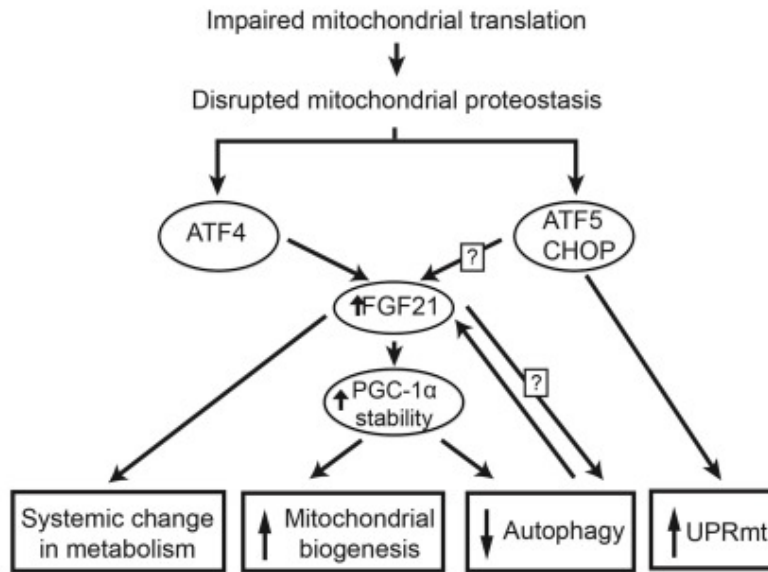 Impaired mitochondrial translation
Disrupted mitochondrial proteostasis
ATF4
ATF5
CHOP
?
FGF21
PGC-1α
stability
?
Systemic change
in metabolism
Mitochondrial
biogenesis
Autophagy
UPRmt